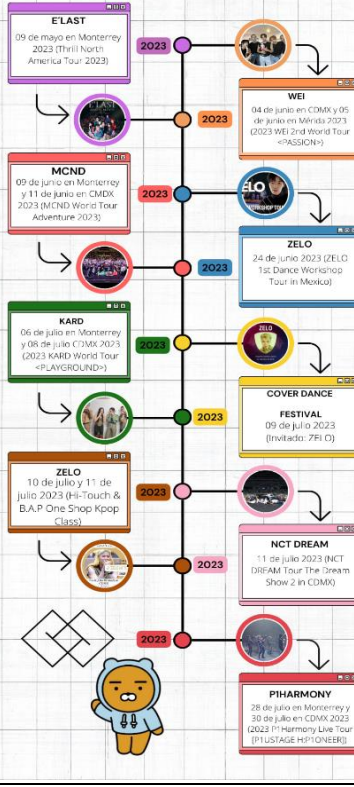 E'LAST
09 de mayo en Monterrey
2023 (Thrill North
America Tour 2023)
2023
WEI
04 de junio en CDMX y 05
de junio en Mérida 2023
(2023 WEi 2nd World Tour
<PASSION>)
E'LAST
2023
MCND
09 de junio en Monterrey
y 11 de junio en CMDX
2023 (MCND World Tour
Adventure 2023)
2023
ELO
ZELO
24 de junio 2023 (ZELO
1st Dance Workshop
Tour in Mexico)
2023
KARD
06 de julio en Monterrey
y 08 de julio CDMX 2023
(2023 KARD World Tour
<PLAYGROUND>)
2023
ZELO
COVER DANCE
FESTIVAL
09 de julio 2023
(Invitado: ZELO)
2023
ZELO
10 de julio y 11 de
julio 2023 (Hi-Touch &
B.A.P One Shop Kpop
Class)
2023
NCT DREAM
11 de julio 2023 (NCT
DREAM Tour The Dream
Show 2 in CDMX)
2023
2023
P1HARMONY
28 de julio en Monterrey y
30 de julio en CDMX 2023
(2023 P1Harmony Live Tour
[P1USTAGE H:P1ONEER])